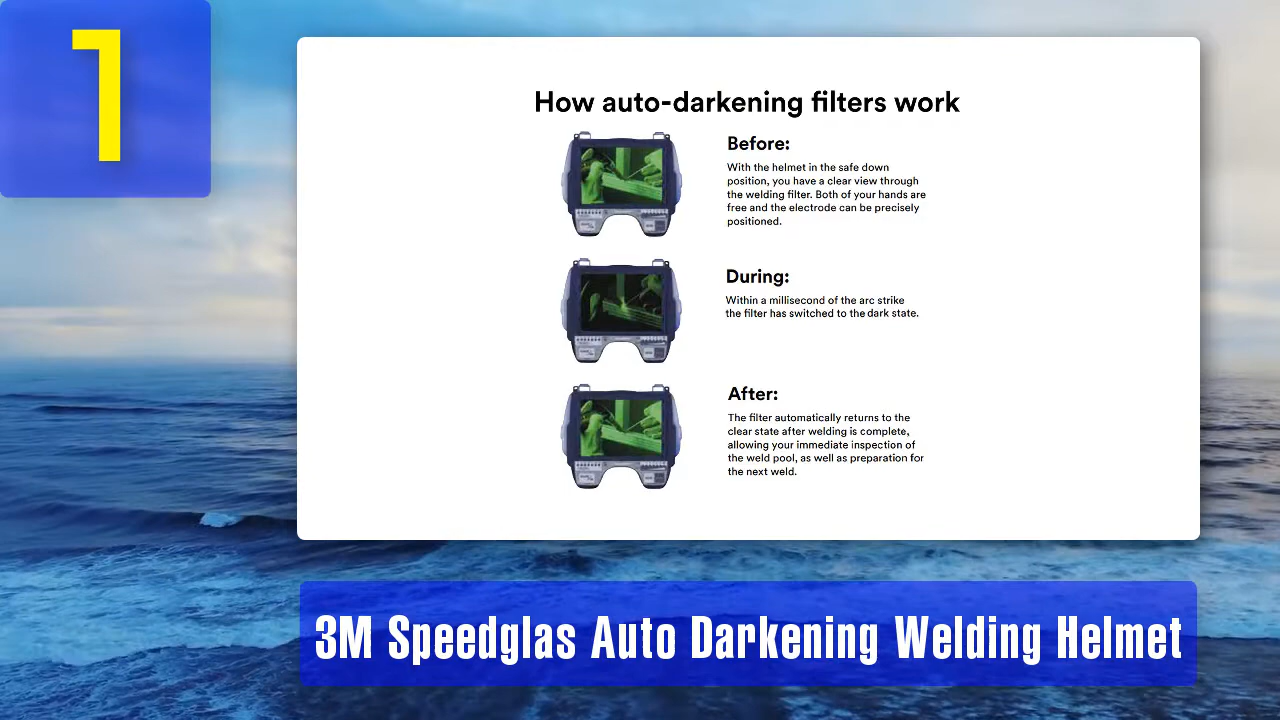 1
How auto-darkening filters work
Before:
With the helmet in the safe down
position, you have a clear view through
the welding filter. Both of your hands are
free and the electrode can be precisely
positioned.
During:
Within a millisecond of the arc strike
the filter has switched to the dark state.
After:
The filter automatically returns to the
clear state after welding is complete,
allowing your immediate inspection of
the weld pool, as well as preparation for
the next weld.
3M Speedglas Auto Darkening Welding Helmet